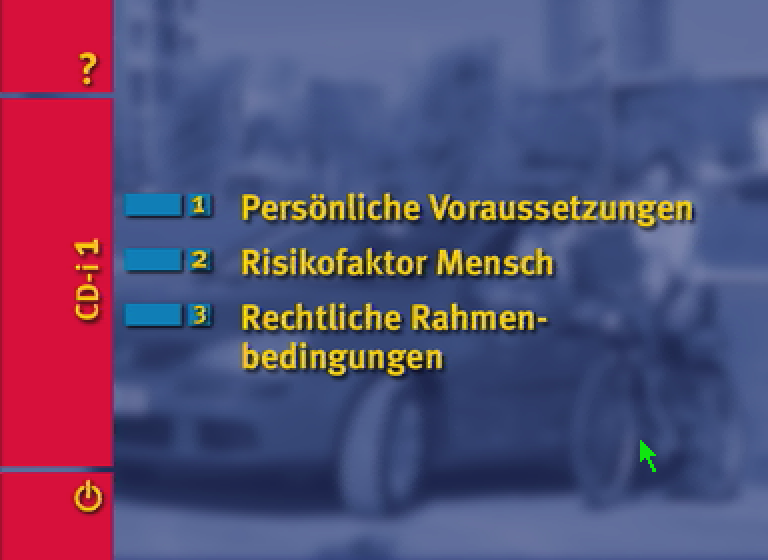 ?
CD-i 1
1 Persönliche Voraussetzungen
2 Risikofaktor Mensch
3 Rechtliche Rahmen-
bedingungen